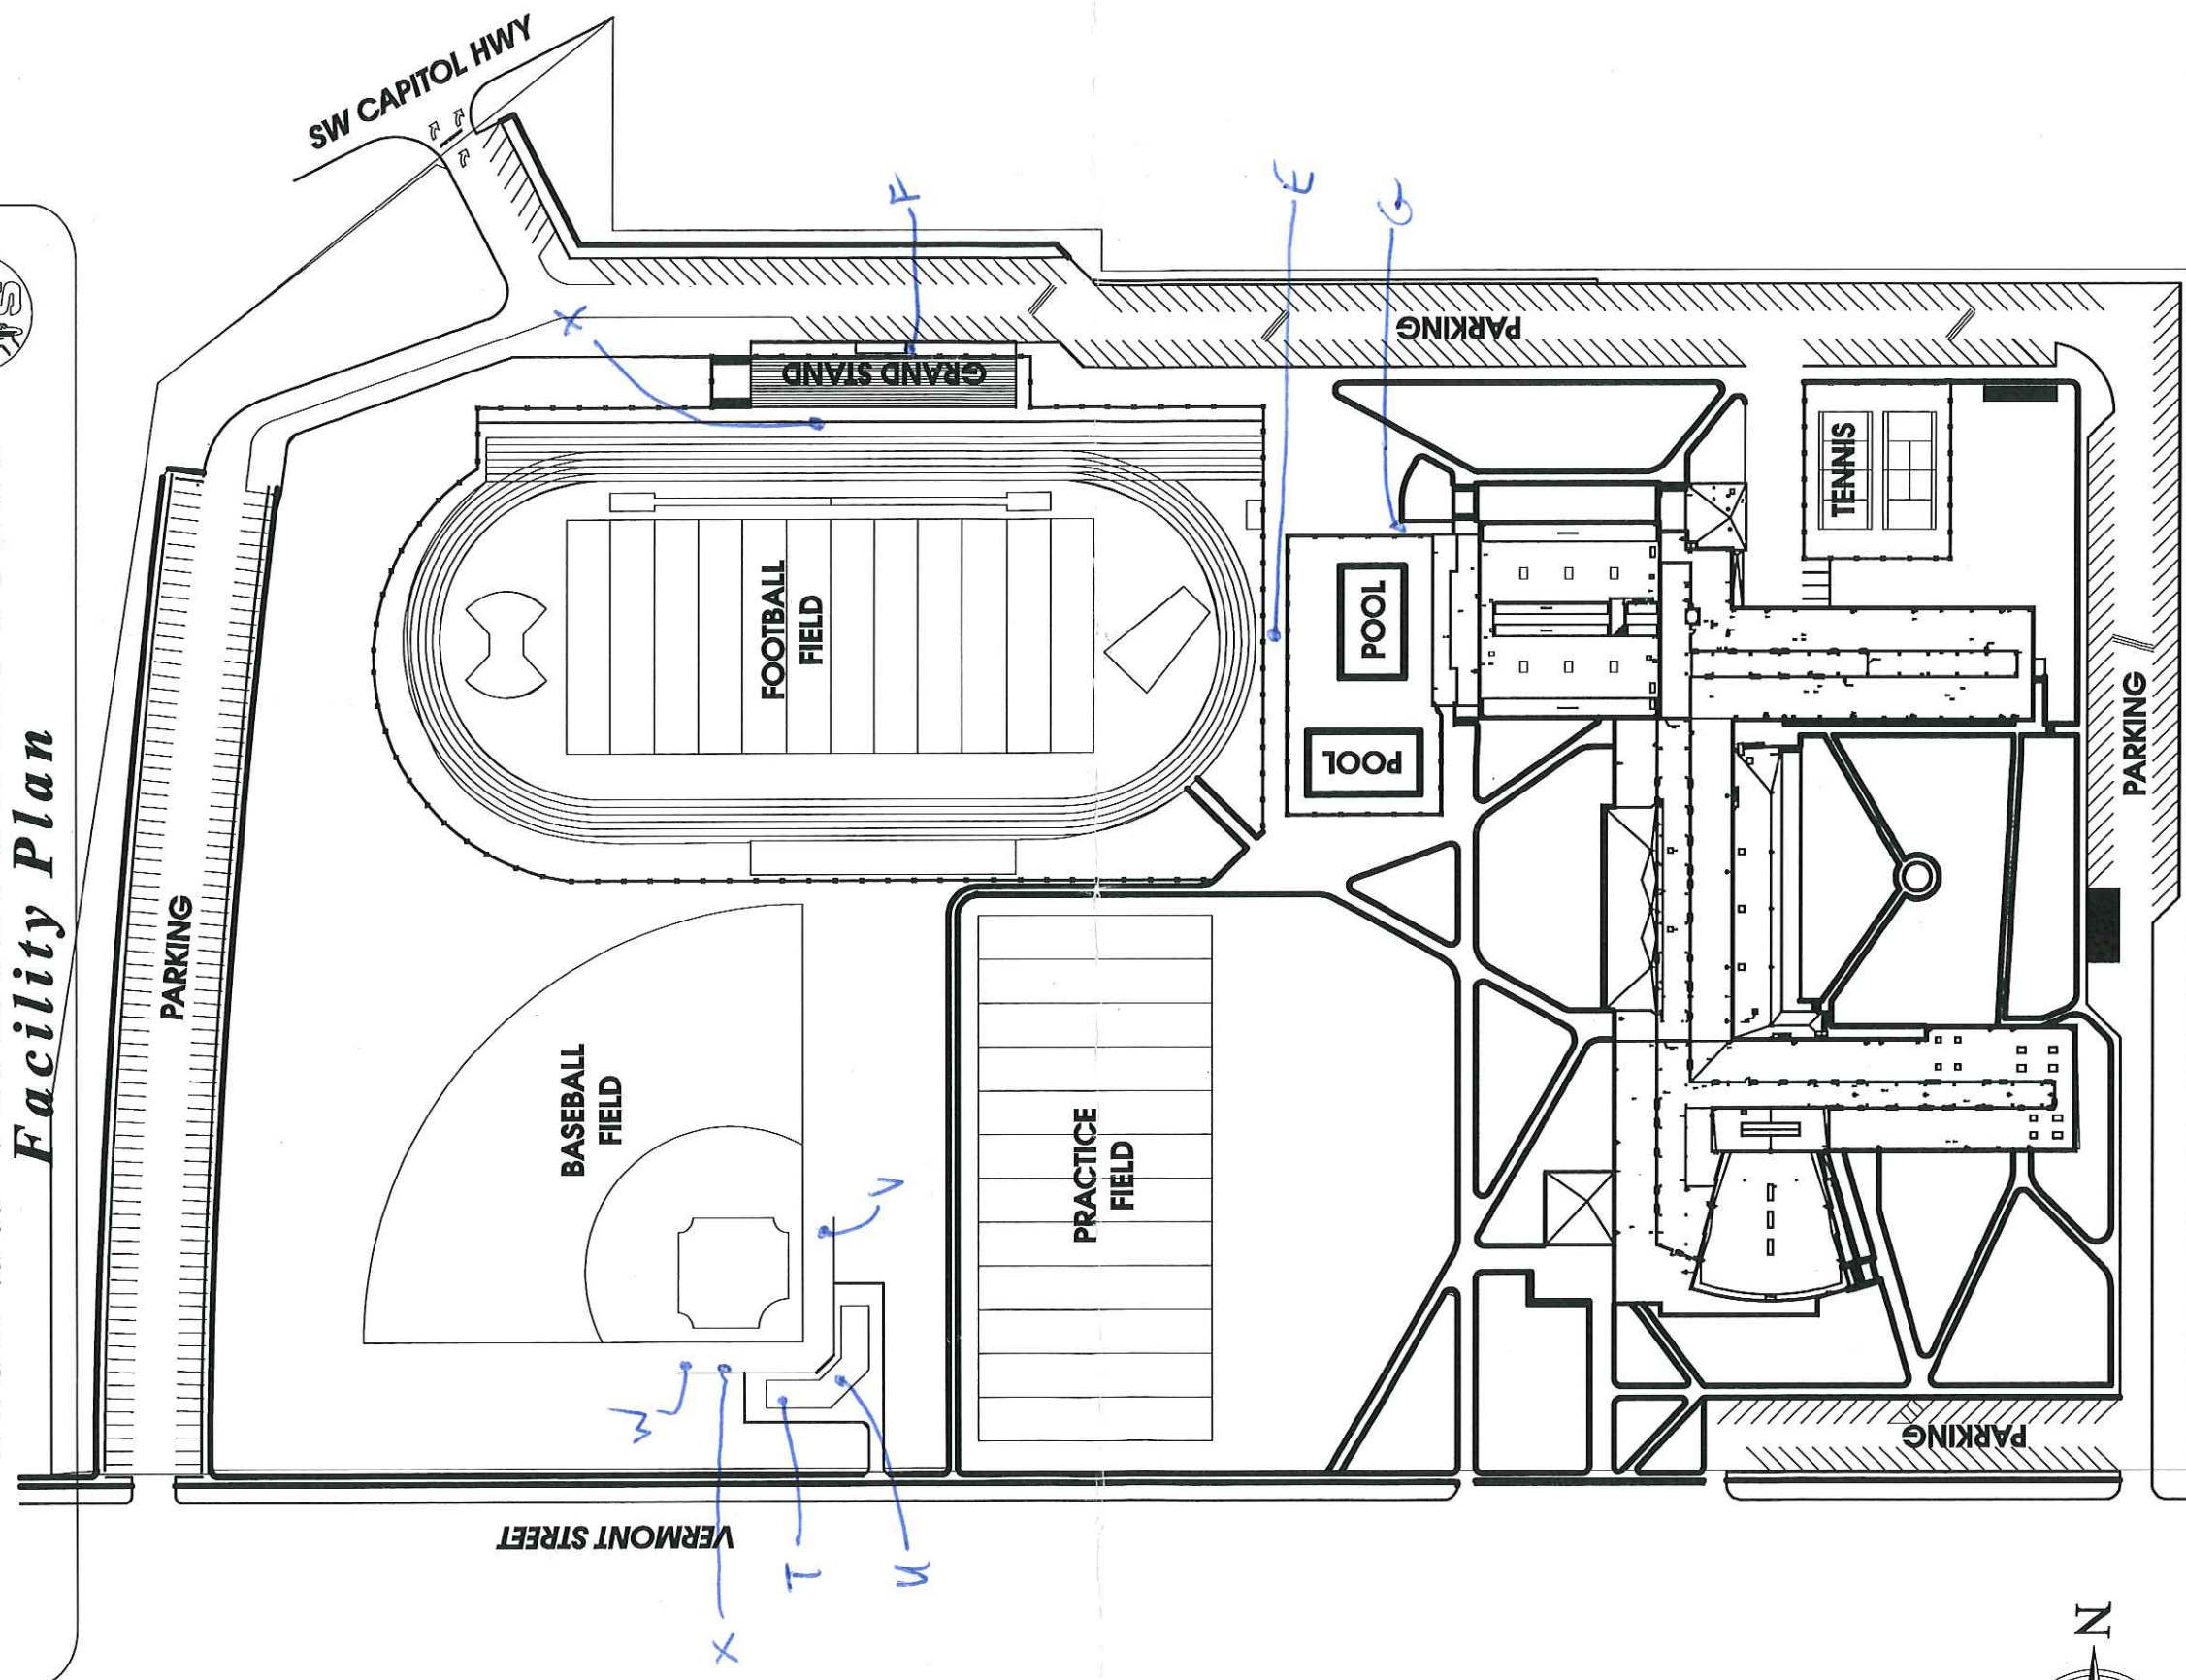 Facility Plan
S
SW CAPITOL HWY
F
E
G
X
PARKING
GRAND STAND
TENNIS
FOOTBALL
FIELD
POOL
POOL
PARKING
PARKING
BASEBALL
FIELD
PRACTICE
FIELD
V
W
PARKING
VERMONT STREET
T
U
X
N